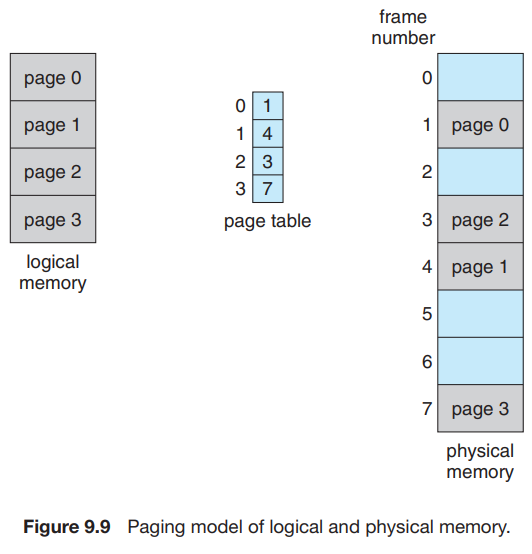 frame
number
page 0
page 1
page 2
page 3
logical
memory
0 1
1 4
2 3
3 7
page table
0
1 page 0
2
3 page 2
4 page 1
5
6
7 page 3
physical
memory
Figure 9.9 Paging model of logical and physical memory.